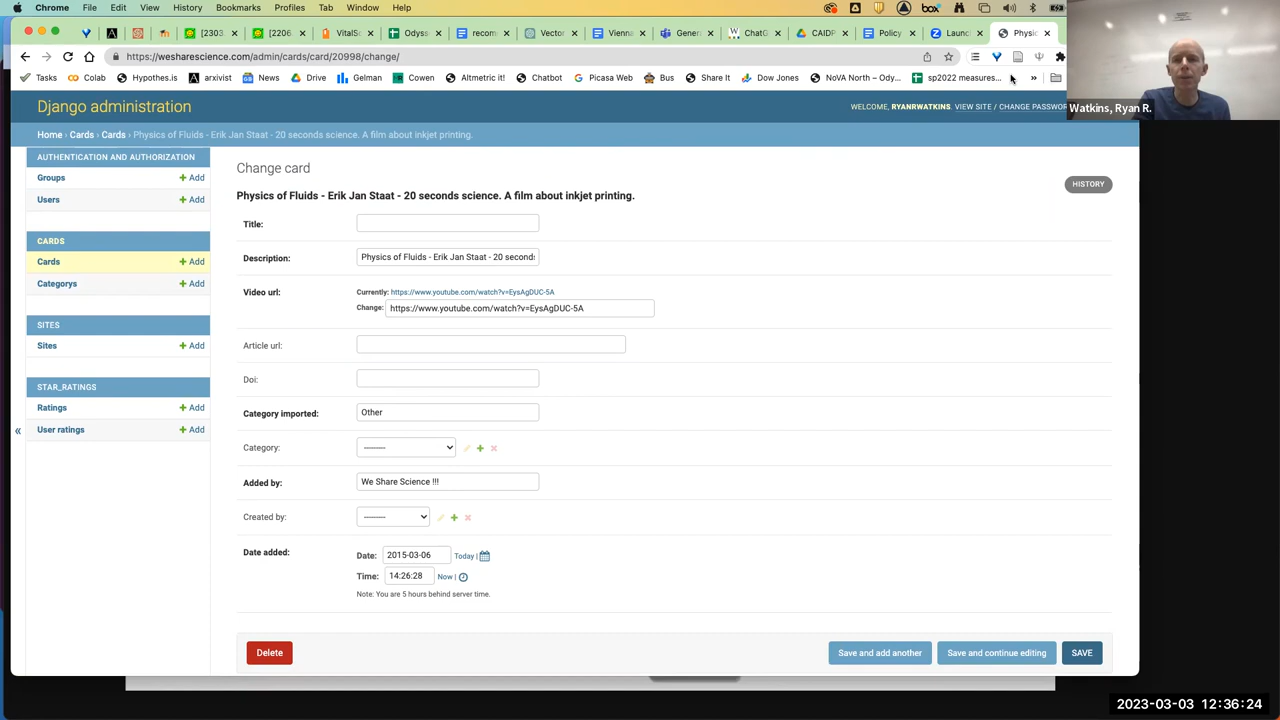 Chrome File Edit View History Bookmarks Profiles Tab Window Help
box
[2303. [2206. VitalSo Odysse recom Vector Vienna Gener ChatG CAIDP Policy Launc Physic
https://wesharescience.com/admin/cards/card/20998/change/
Tasks Colab Hypothe.is arxivist News Drive Gelman Cowen Altmetric it! Chatbot Picasa Web Bus Share It Dow Jones NoVA North – Ody... sp2022 measures... »
Watkins, Ryan R.
Django administration
WELCOME, RYANRWATKINS. VIEW SITE / CHANGE PASSWOR
Home › Cards › Cards › Physics of Fluids - Erik Jan Staat - 20 seconds science. A film about inkjet printing.
AUTHENTICATION AND AUTHORIZATION
Groups + Add
Users + Add
CARDS
Cards + Add
Categorys + Add
SITES
Sites + Add
STAR_RATINGS
Ratings + Add
User ratings + Add
«
Change card
HISTORY
Physics of Fluids - Erik Jan Staat - 20 seconds science. A film about inkjet printing.
Title:
Description: Physics of Fluids - Erik Jan Staat - 20 seconds
Video url: Currently: https://www.youtube.com/watch?v=EysAgDUC-5A
Change: https://www.youtube.com/watch?v=EysAgDUC-5A
Article url:
Doi:
Category imported: Other
Category: --------
Added by: We Share Science !!!
Created by: --------
Date added: Date: 2015-03-06 Today |
Time: 14:26:28 Now |
Note: You are 5 hours behind server time.
Delete Save and add another Save and continue editing SAVE
2023-03-03 12:36:24